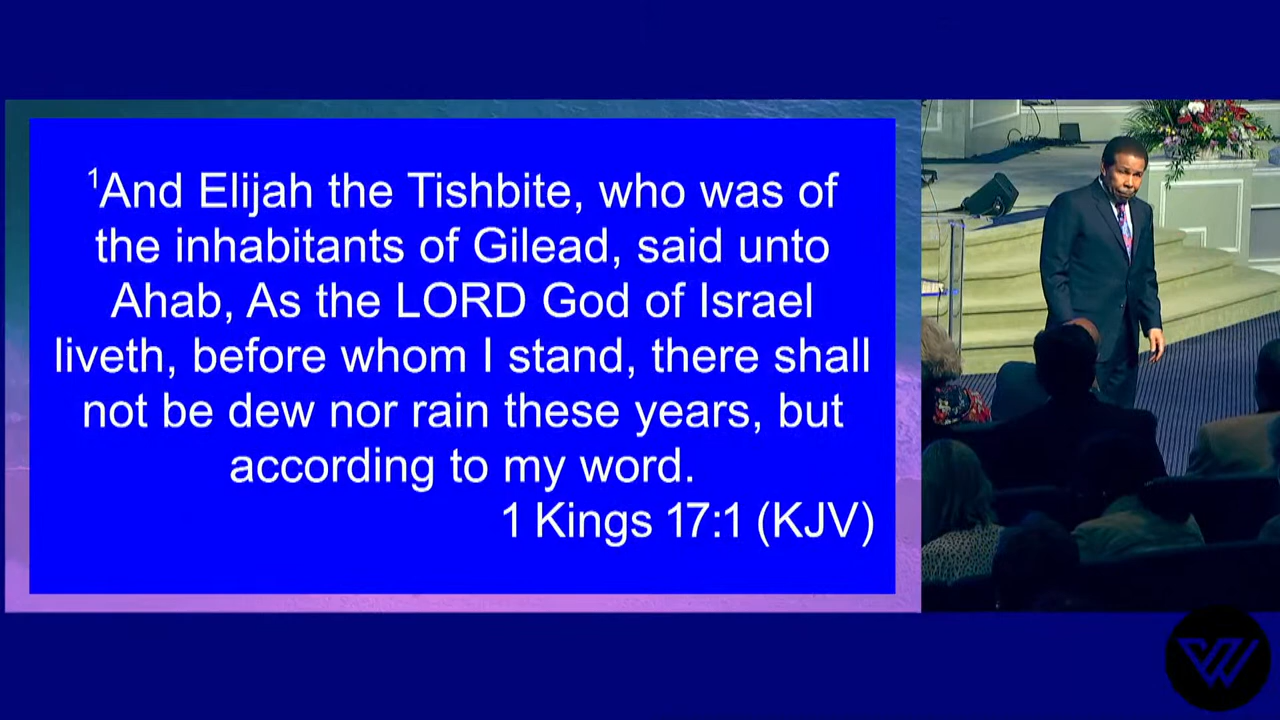 ¹And Elijah the Tishbite, who was of
the inhabitants of Gilead, said unto
Ahab, As the LORD God of Israel
liveth, before whom I stand, there shall
not be dew nor rain these years, but
according to my word.
1 Kings 17:1 (KJV)